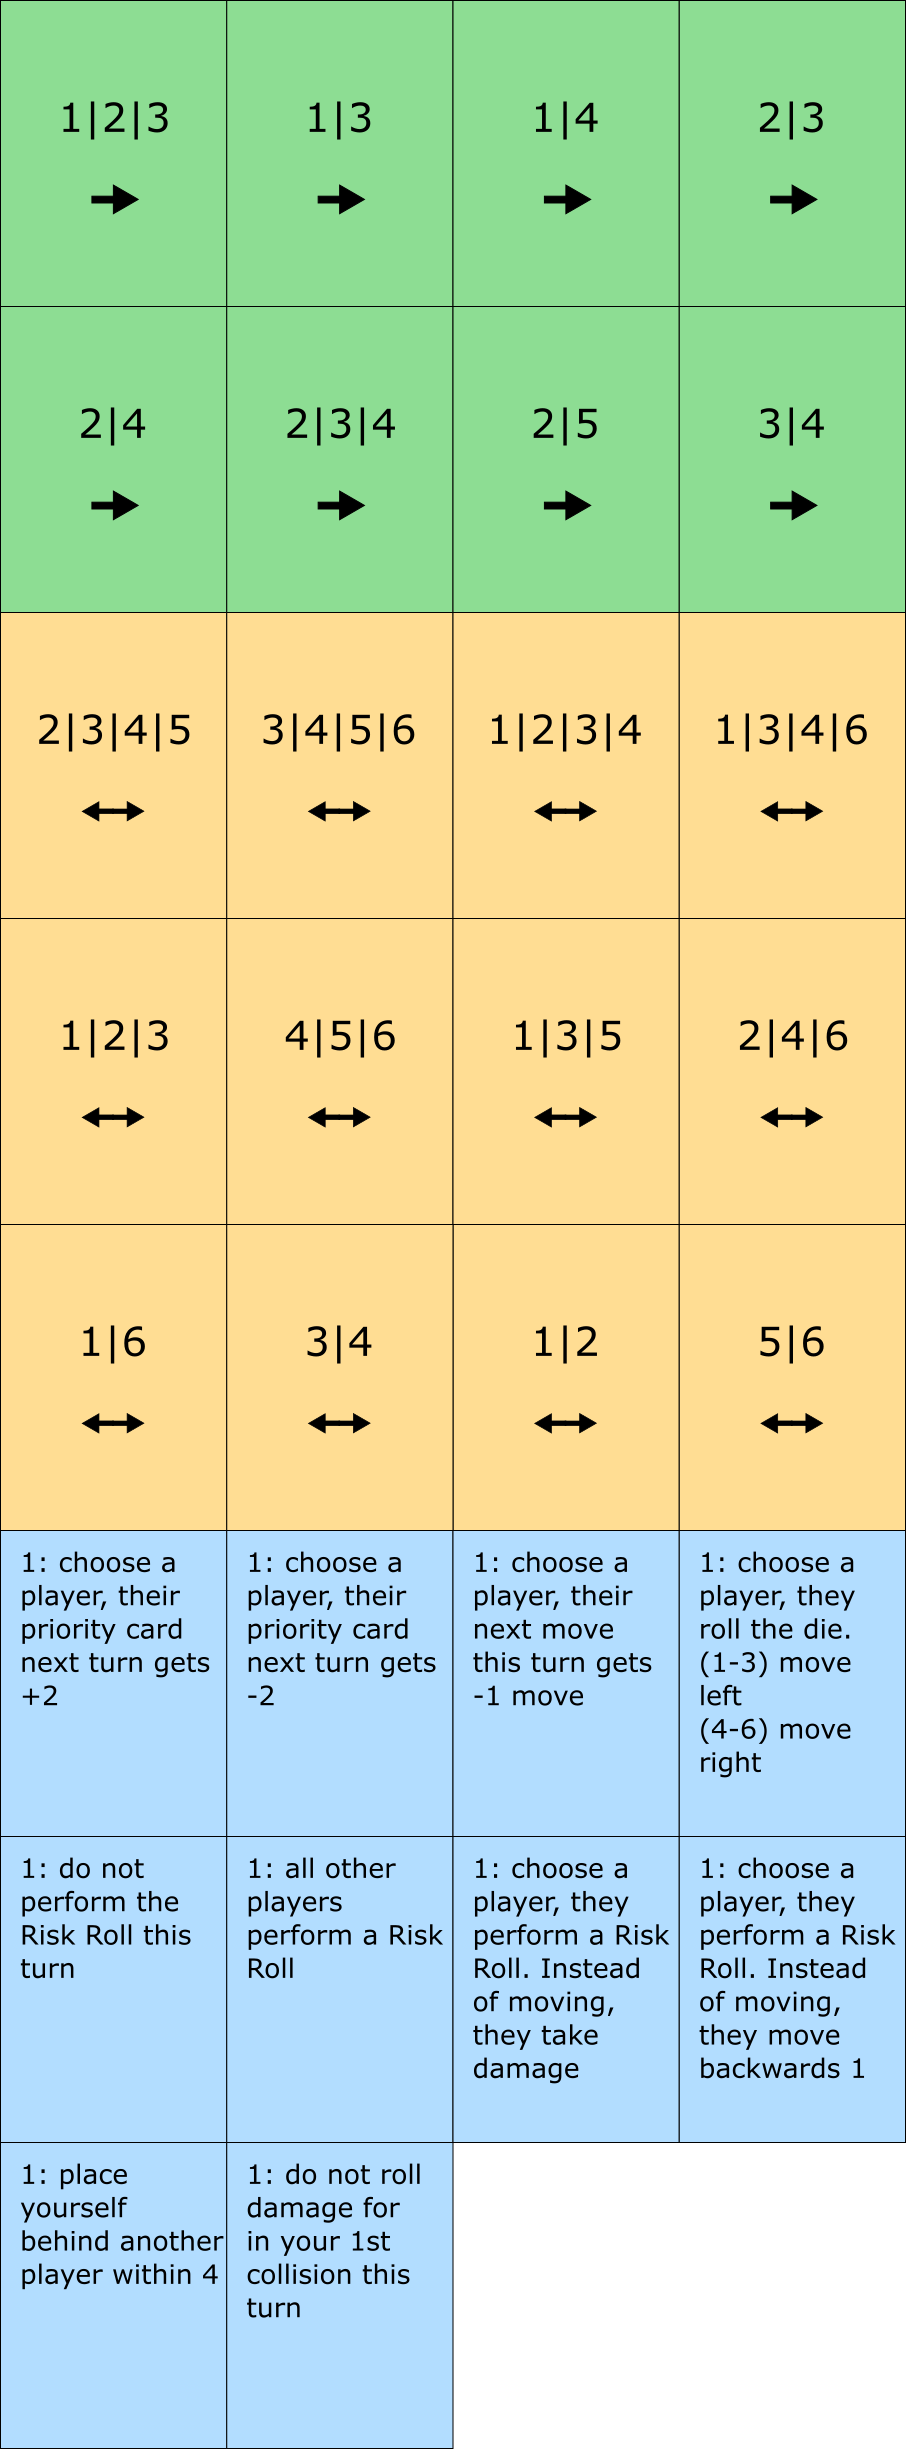 1|2|3
1|3
1|4
2|3
2|4
2|3|4
2|5
3|4
2|3|4|5
3|4|5|6
1|2|3|4
1|3|4|6
1|2|3
4|5|6
1|3|5
2|4|6
1|6
3|4
1|2
5|6
1: choose a
player, their
priority card
next turn gets
+2
1: choose a
player, their
priority card
next turn gets
-2
1: choose a
player, their
next move
this turn gets
-1 move
1: choose a
player, they
roll the die.
(1-3) move
left
(4-6) move
right
1: do not
perform the
Risk Roll this
turn
1: all other
players
perform a Risk
Roll
1: choose a
player, they
perform a Risk
Roll. Instead
of moving,
they take
damage
1: choose a
player, they
perform a Risk
Roll. Instead
of moving,
they move
backwards 1
1: place
yourself
behind another
player within 4
1: do not roll
damage for
in your 1st
collision this
turn